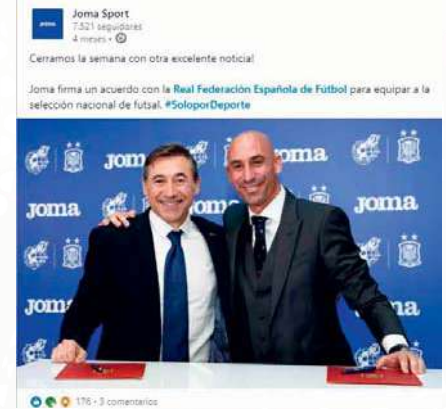 Joma Sport
7.521 seguidores
4 meses •
Cerramos la semana con otra excelente noticia!
Joma firma un acuerdo con la Real Federación Española de Fútbol para equipar a la
selección nacional de futsal. #SoloporDeporte
joma
oma
joma
joma
joma
ma
176 • 3 comentarios